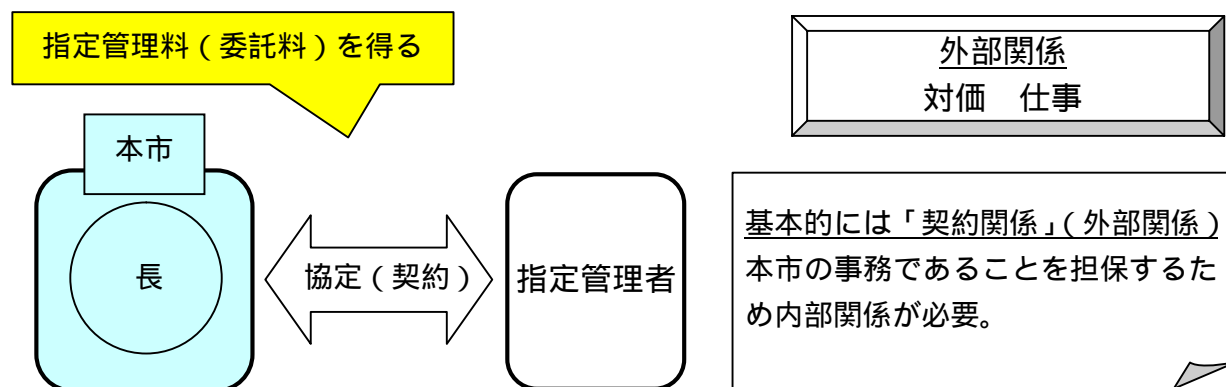 指定管理料（委託料）を得る
外部関係
対価　仕事
本市
長
協定（契約）
指定管理者
基本的には「契約関係」（外部関係）
本市の事務であることを担保するた
め内部関係が必要。